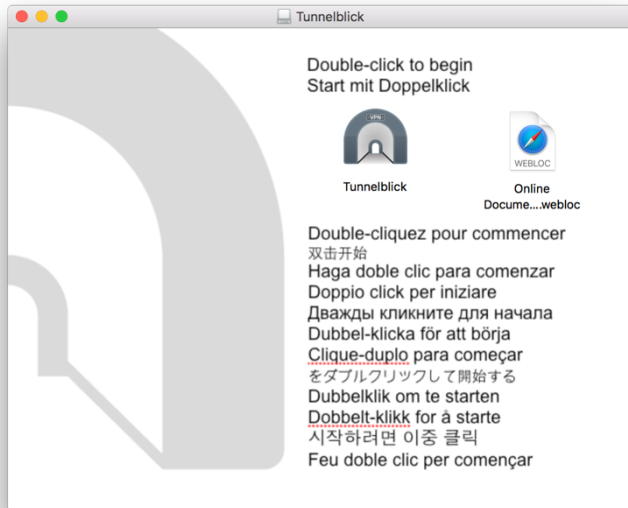 Tunnelblick
Double-click to begin
Start mit Doppelklick
VPN
Tunnelblick
WEBLOC
Online
Docume....webloc
Double-cliquez pour commencer
双击开始
Haga doble clic para comenzar
Doppio click per iniziare
Дважды кликните для начала
Dubbel-klicka för att börja
Clique-duplo para começar
をダブルクリックして開始する
Dubbelklik om te starten
Dobbelt-klikk for å starte
시작하려면 이중 클릭
Feu doble clic per començar